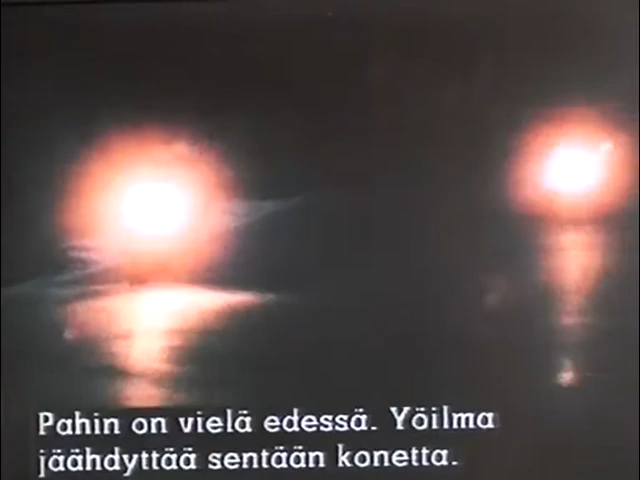 Pahin on vielä edessä. Yöilma
jäähdyttää sentään konetta.